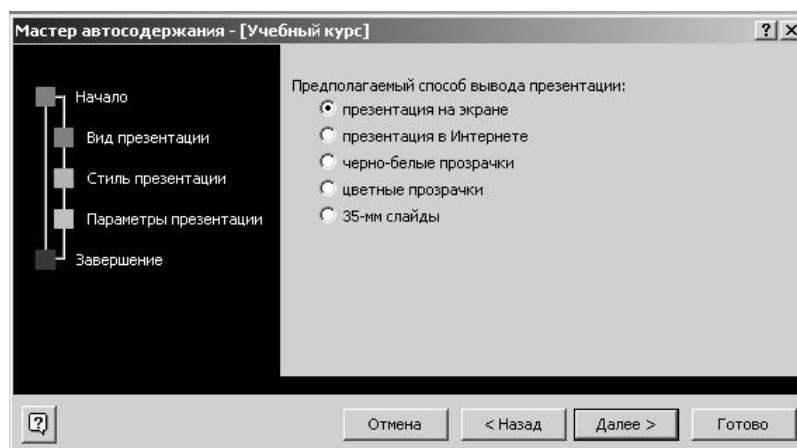 Мастер автосодержания - [Учебный курс]
Начало
Вид презентации
Стиль презентации
Параметры презентации
Завершение
Предполагаемый способ вывода презентации:
презентация на экране
презентация в Интернете
черно-белые прозрачки
цветные прозрачки
35-мм слайды
Отмена
< Назад
Далее >
Готово